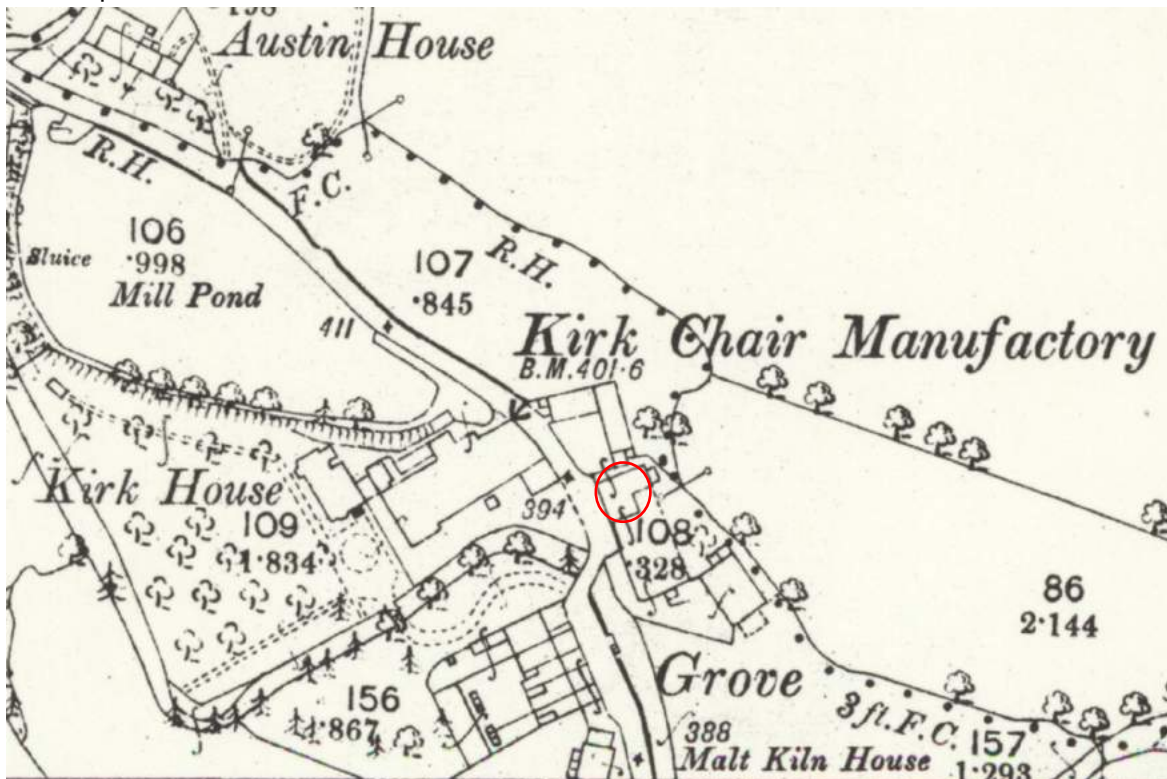 ·198
Austin House
R.H.
F.C.
106
·998
Sluice
Mill Pond
107
·845
R.H.
411
Kirk Chair Manufactory
B.M.401·6
Kirk House
109
1·834
394
108
·328
86
2·144
156
·867
Grove
3 ft. F.C.
388
Malt Kiln House
157
1·293